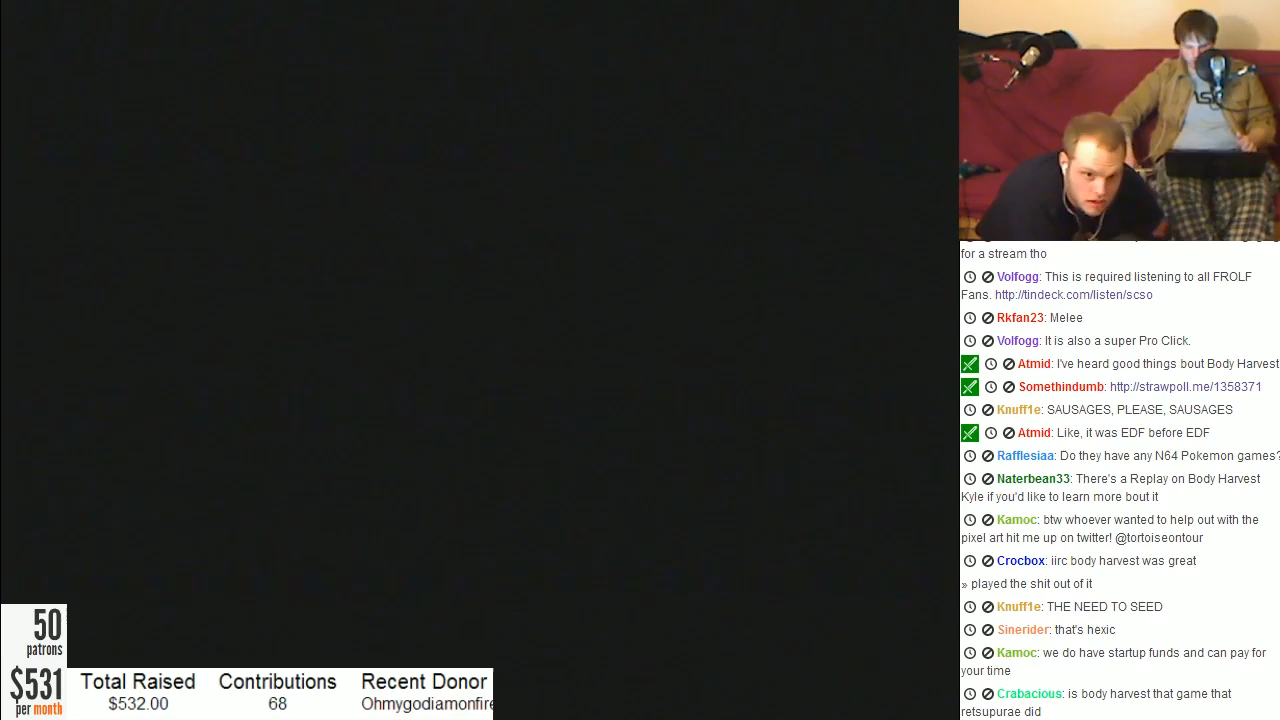 for a stream tho
Volfogg: This is required listening to all FROLF
Fans. http://tindeck.com/listen/scso
Rkfan23: Melee
Volfogg: It is also a super Pro Click.
Atmid: I've heard good things bout Body Harvest
Somethindumb: http://strawpoll.me/1358371
Knuff1e: SAUSAGES, PLEASE, SAUSAGES
Atmid: Like, it was EDF before EDF
Rafflesiaa: Do they have any N64 Pokemon games?
Naterbean33: There's a Replay on Body Harvest
Kyle if you'd like to learn more bout it
Kamoc: btw whoever wanted to help out with the
pixel art hit me up on twitter! @tortoiseontour
Crocbox: iirc body harvest was great
» played the shit out of it
Knuff1e: THE NEED TO SEED
Sinerider: that's hexic
Kamoc: we do have startup funds and can pay for
your time
Crabacious: is body harvest that game that
retsupurae did
50
patrons
$531
per month
Total Raised Contributions Recent Donor
$532.00 68 Ohmygodiamonfire